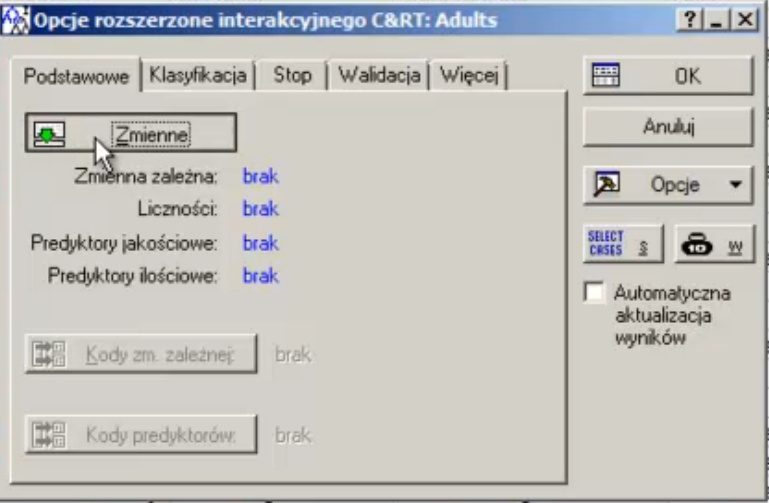 Opcje rozszerzone interakcyjnego C&RT: Adults
Podstawowe Klasyfikacja Stop Walidacja Więcej
OK
Zmienne
Anuluj
Zmienna zależna: brak
Opcje
Liczności: brak
Predyktory jakościowe: brak
SELECT CASES S W
Predyktory ilościowe: brak
Automatyczna
aktualizacja
wyników
Kody zm. zależnej: brak
Kody predyktorów: brak